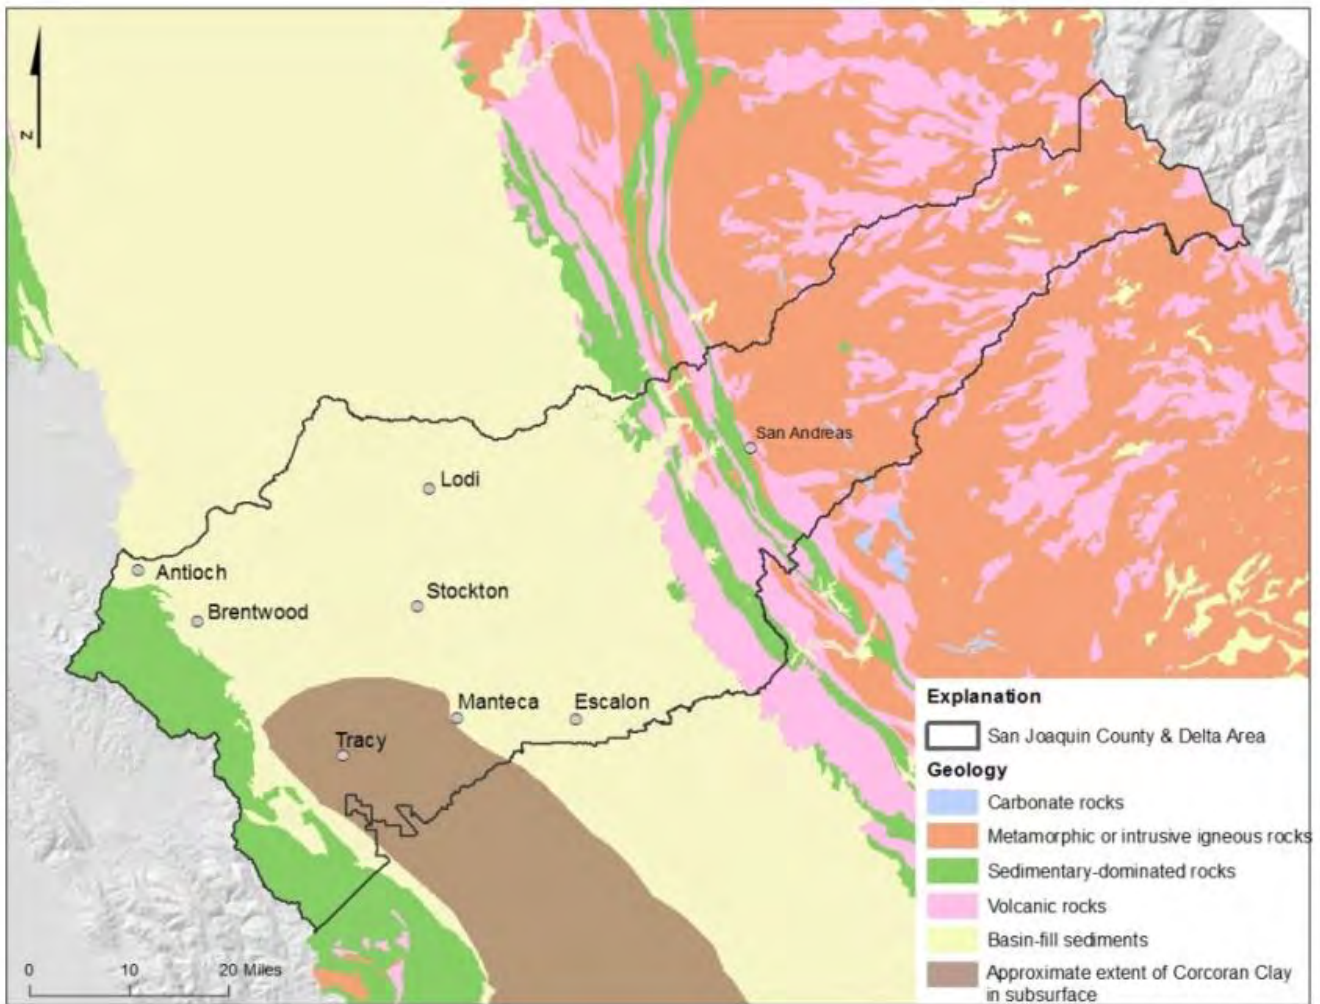 N
San Andreas
Lodi
Antioch
Stockton
Brentwood
Manteca
Escalon
Tracy
Explanation
San Joaquin County & Delta Area
Geology
Carbonate rocks
Metamorphic or intrusive igneous rocks
Sedimentary-dominated rocks
Volcanic rocks
Basin-fill sediments
Approximate extent of Corcoran Clay
in subsurface
0 10 20 Miles